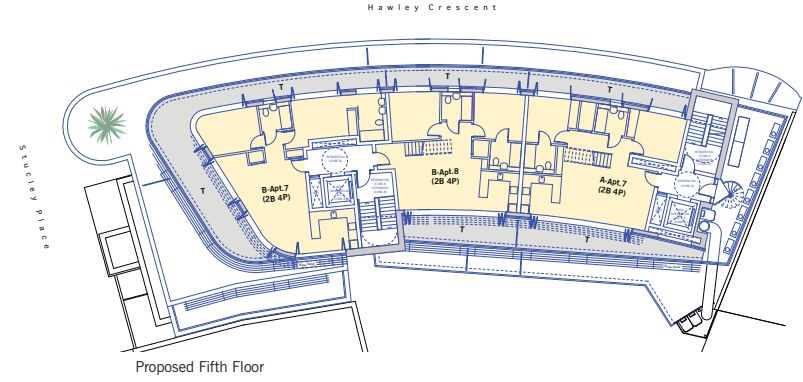 Hawley Crescent
Stucley Place
T
T
T
B-Apt.7
(2B 4P)
B-Apt.8
(2B 4P)
A-Apt.7
(2B 4P)
T
T
T
Proposed Fifth Floor